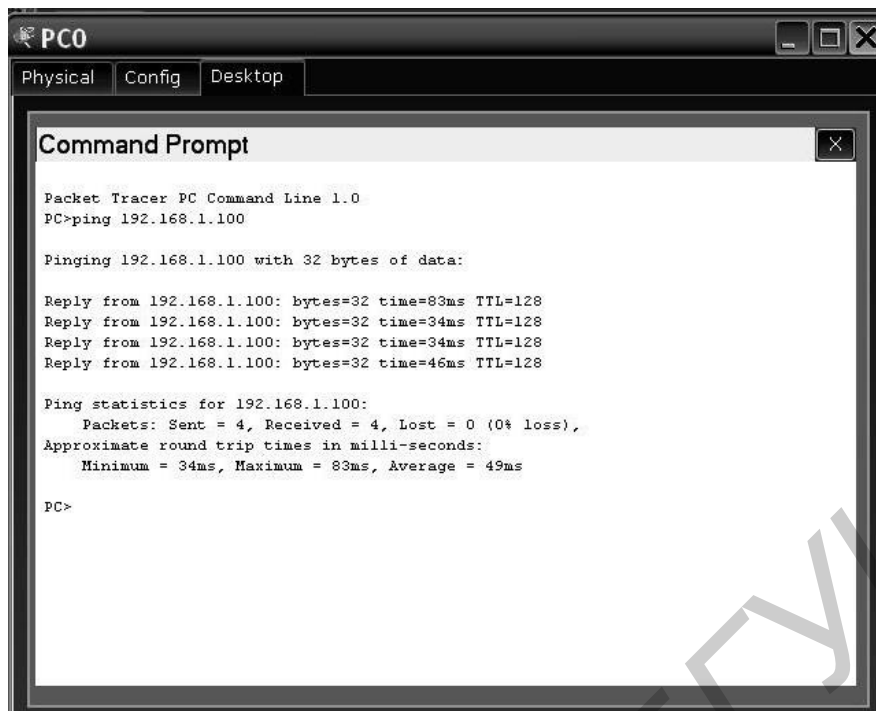 PC0
Physical Config Desktop
Command Prompt
Packet Tracer PC Command Line 1.0
PC>ping 192.168.1.100
Pinging 192.168.1.100 with 32 bytes of data:
Reply from 192.168.1.100: bytes=32 time=83ms TTL=128
Reply from 192.168.1.100: bytes=32 time=34ms TTL=128
Reply from 192.168.1.100: bytes=32 time=34ms TTL=128
Reply from 192.168.1.100: bytes=32 time=46ms TTL=128
Ping statistics for 192.168.1.100:
Packets: Sent = 4, Received = 4, Lost = 0 (0% loss),
Approximate round trip times in milli-seconds:
Minimum = 34ms, Maximum = 83ms, Average = 49ms
PC>